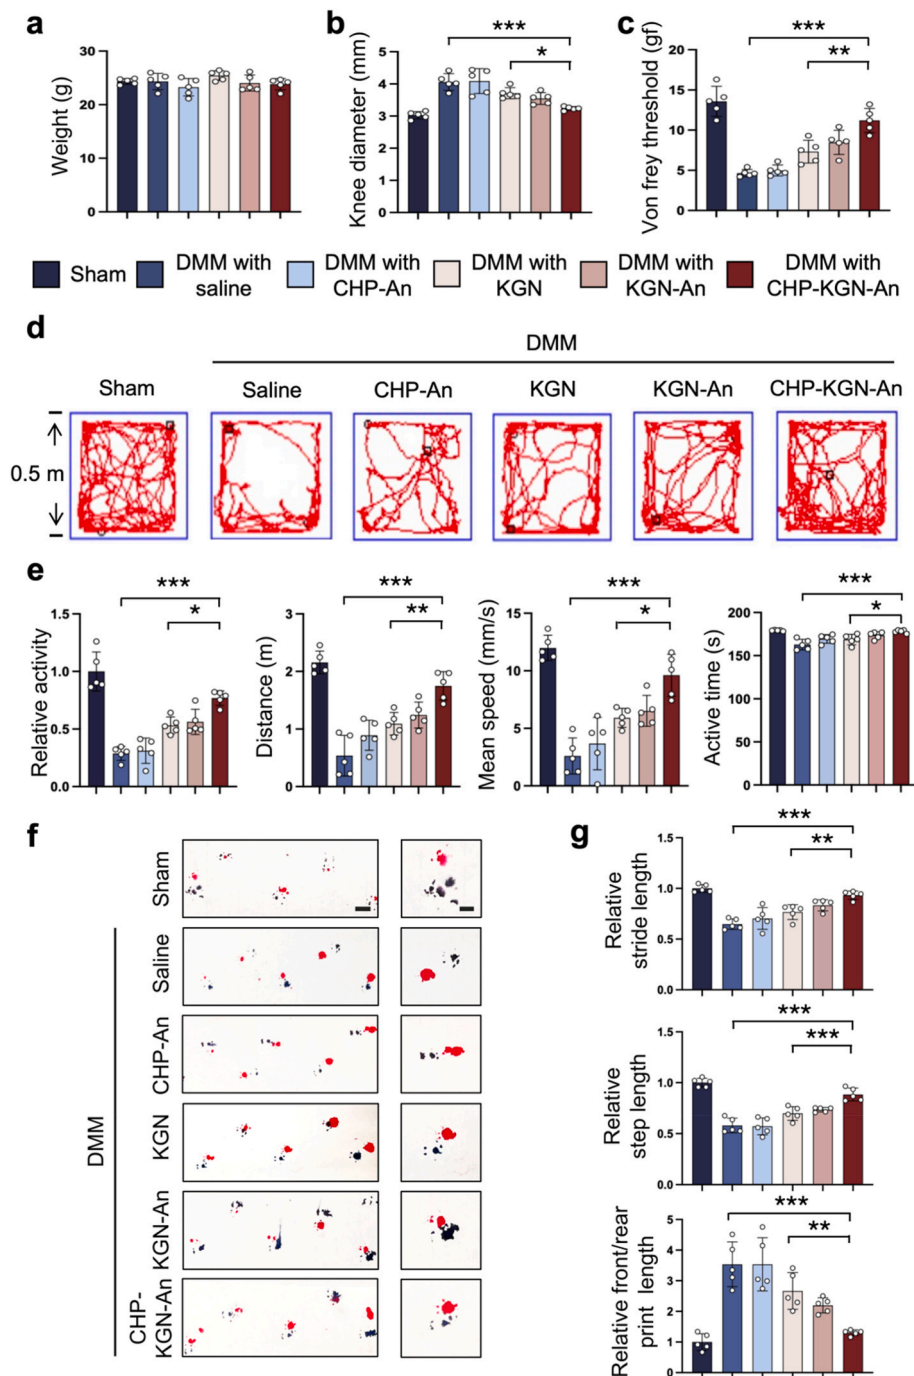 a
Weight (g)
30
20
10
0
b
Knee diameter (mm)
5
4
3
2
1
0
***
*
c
Von frey threshold (gf)
20
15
10
5
0
***
**
Sham
DMM with
saline
DMM with
CHP-An
DMM with
KGN
DMM with
KGN-An
DMM with
CHP-KGN-An
d
DMM
Sham
Saline
CHP-An
KGN
KGN-An
CHP-KGN-An
0.5 m
e
Relative activity
1.5
1.0
0.5
0.0
***
*
Distance (m)
3
2
1
0
***
**
Mean speed (mm/s)
15
10
5
0
***
*
Active time (s)
200
150
100
50
0
***
*
f
Sham
DMM
Saline
CHP-An
KGN
KGN-An
CHP-
KGN-An
g
Relative
stride length
1.5
1.0
0.5
0.0
***
**
Relative
step length
1.5
1.0
0.5
0.0
***
***
Relative front/rear
print length
5
4
3
2
1
0
***
**